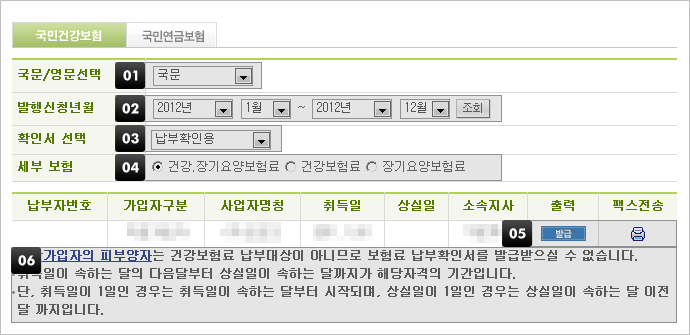 국민건강보험 국민연금보험
국문/영문선택 01 국문
발행신청년월 02 2012년 1월 ~ 2012년 12월 조회
확인서 선택 03 납부확인용
세부 보험 04 건강,장기요양보험료 건강보험료 장기요양보험료
납부자번호 가입자구분 사업자명칭 취득일 상실일 소속지사 출력 팩스전송
05 발급
06 가입자의 피부양자는 건강보험료 납부대상이 아니므로 보험료 납부확인서를 발급받으실 수 없습니다.
취득일이 속하는 달의 다음달부터 상실일이 속하는 달까지가 해당자격의 기간입니다.
단, 취득일이 1일인 경우는 취득일이 속하는 달부터 시작되며, 상실일이 1일인 경우는 상실일이 속하는 달 이전
달 까지입니다.